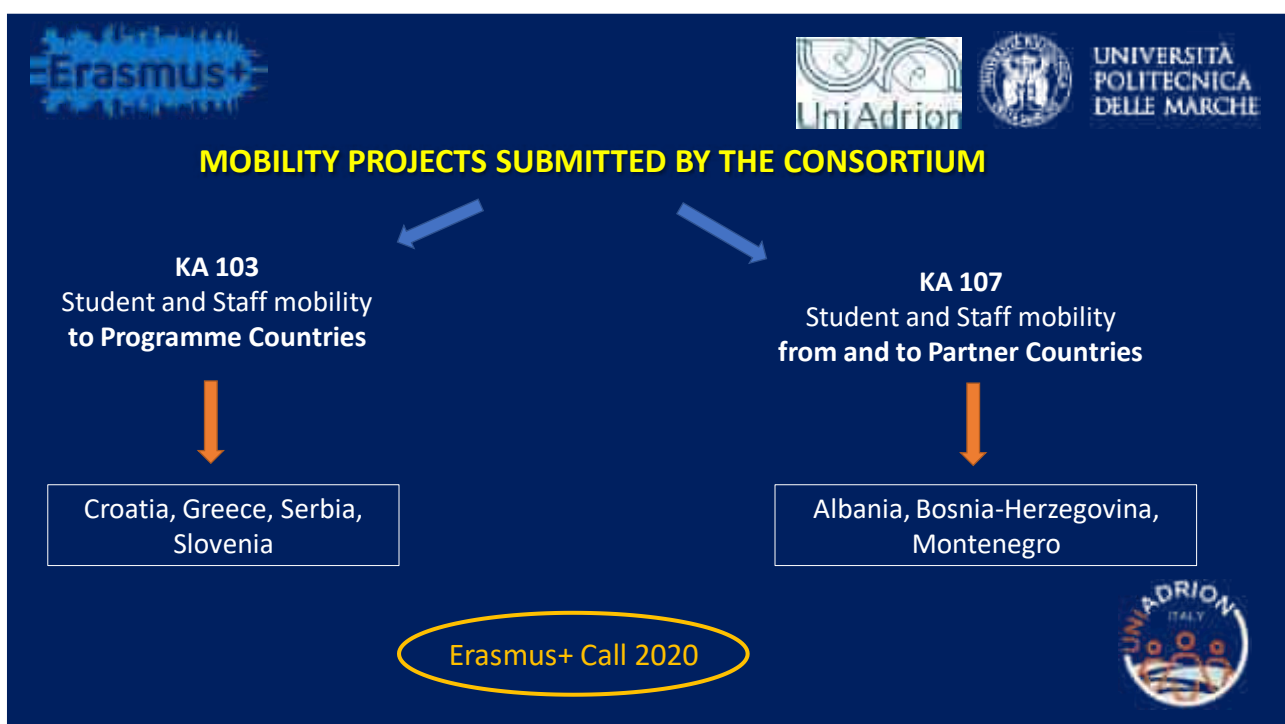 Erasmus+
UniAdrion
UNIVERSITÀ
POLITECNICA
DELLE MARCHE
MOBILITY PROJECTS SUBMITTED BY THE CONSORTIUM
KA 103
Student and Staff mobility
to Programme Countries
KA 107
Student and Staff mobility
from and to Partner Countries
Croatia, Greece, Serbia,
Slovenia
Albania, Bosnia-Herzegovina,
Montenegro
Erasmus+ Call 2020
UNIADRION
ITALY